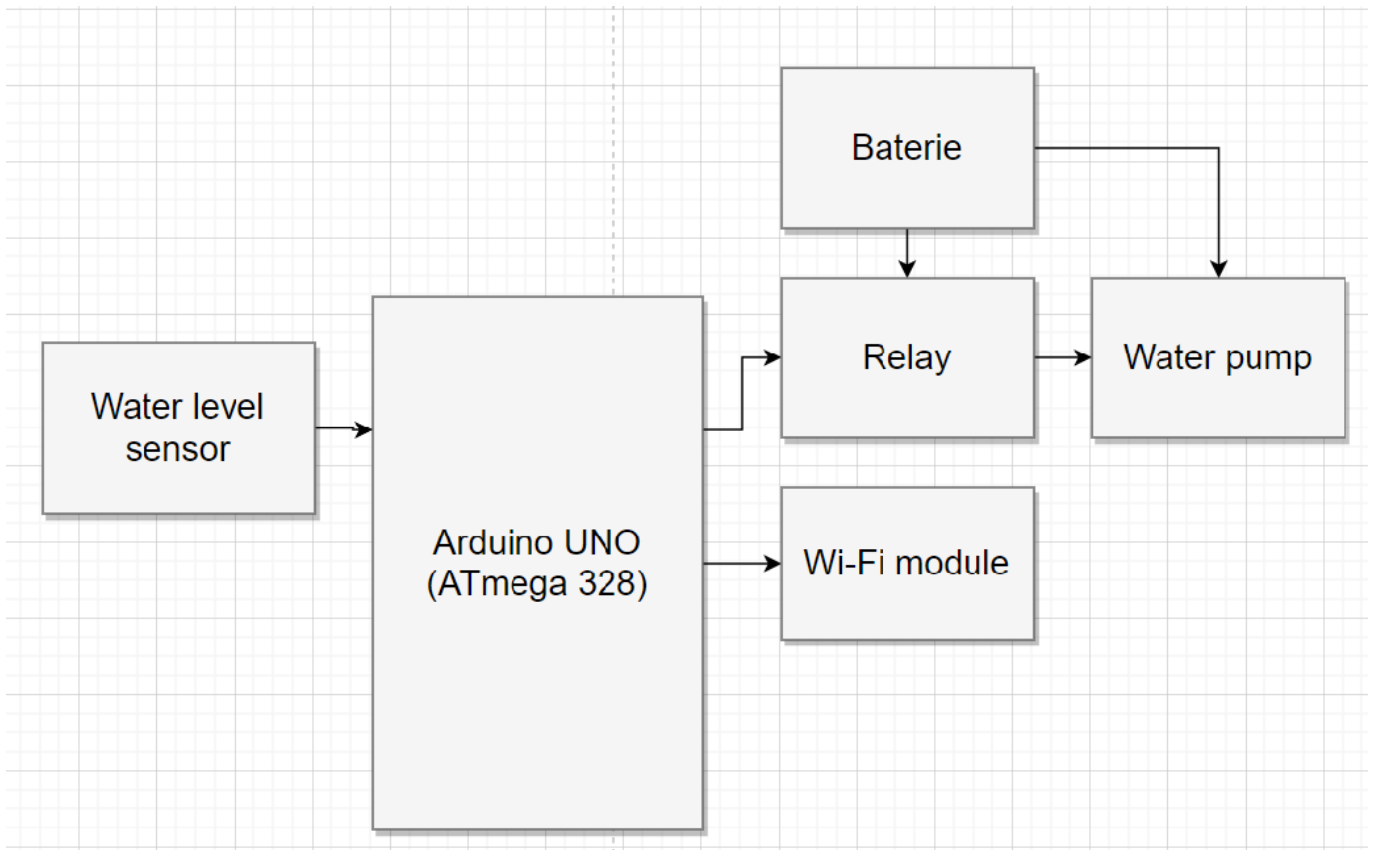 Baterie
Relay
Water pump
Water level
sensor
Arduino UNO
(ATmega 328)
Wi-Fi module